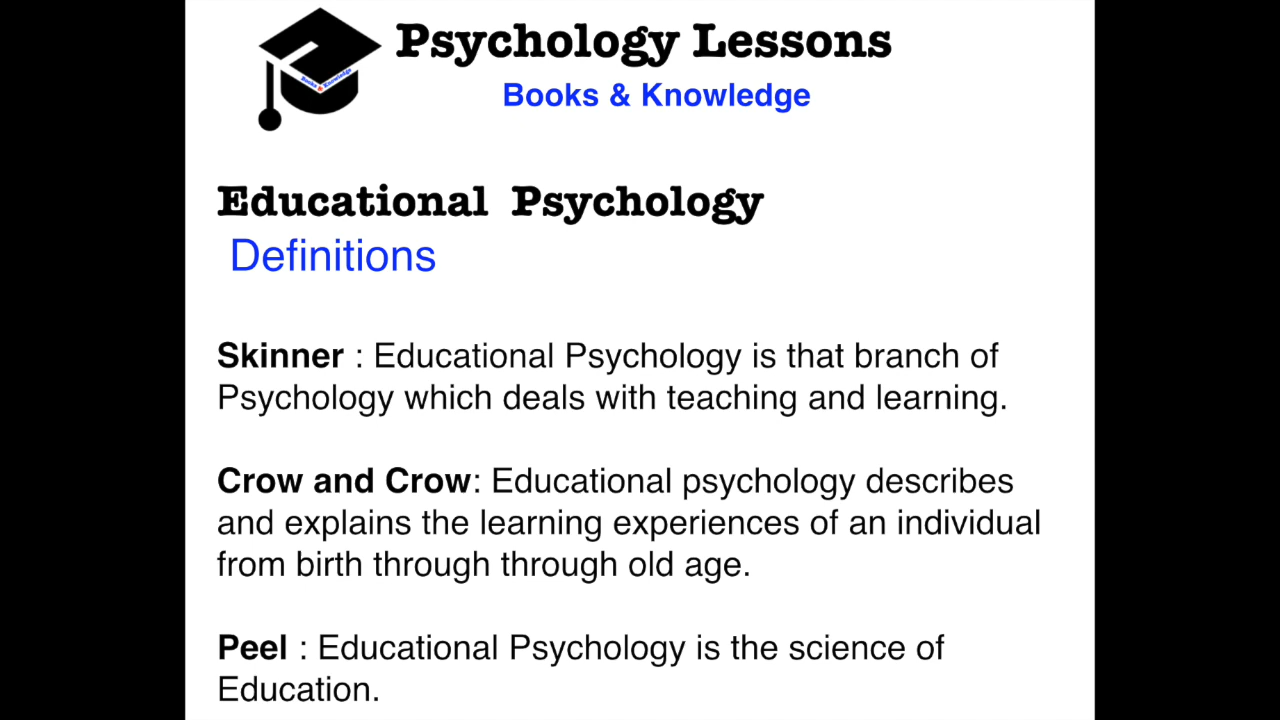 Psychology Lessons
Books & Knowledge
Books & Knowledge
Educational Psychology
Definitions
Skinner : Educational Psychology is that branch of
Psychology which deals with teaching and learning.
Crow and Crow: Educational psychology describes
and explains the learning experiences of an individual
from birth through through old age.
Peel : Educational Psychology is the science of
Education.